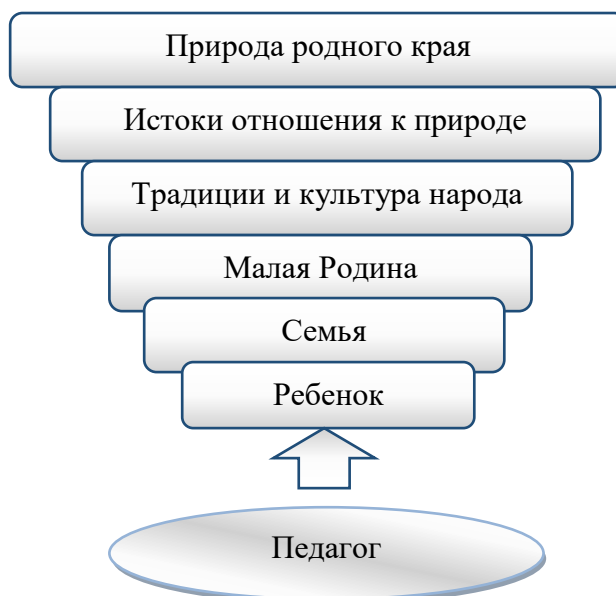 Природа родного края
Истоки отношения к природе
Традиции и культура народа
Малая Родина
Семья
Ребенок
Педагог